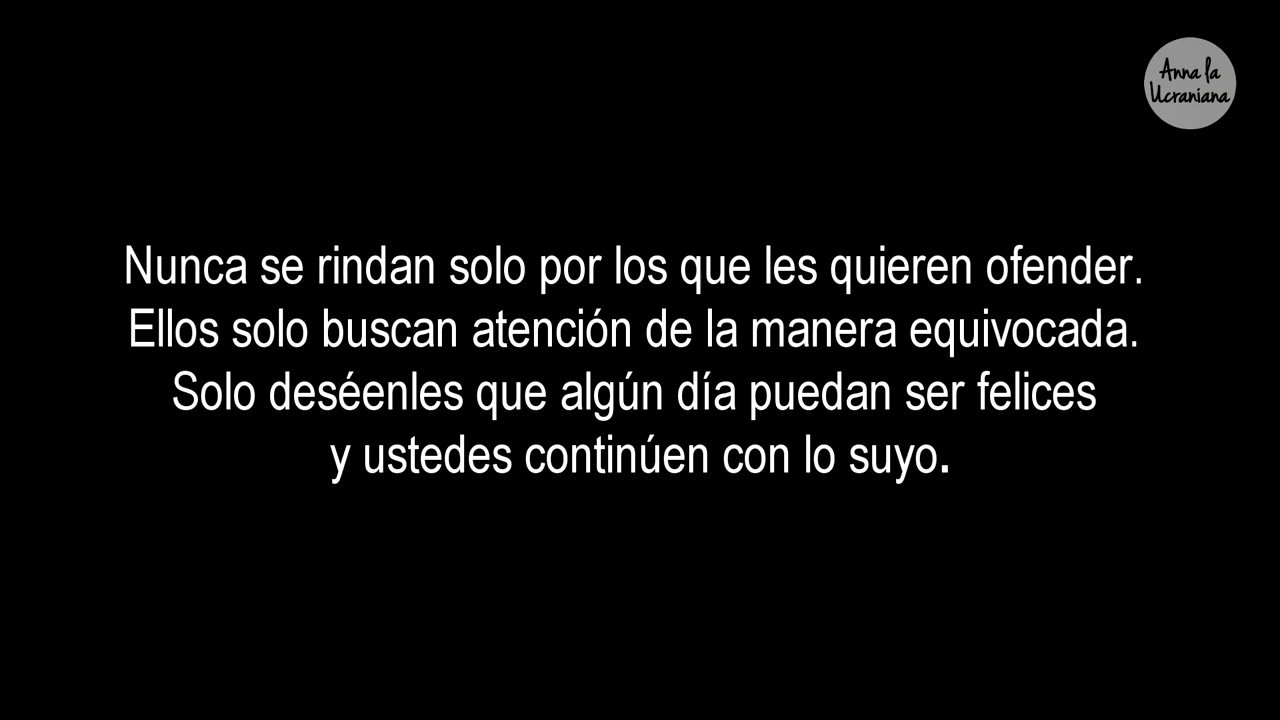 Anna la
Ucraniana
Nunca se rindan solo por los que les quieren ofender.
Ellos solo buscan atención de la manera equivocada.
Solo deséenles que algún día puedan ser felices
y ustedes continúen con lo suyo.